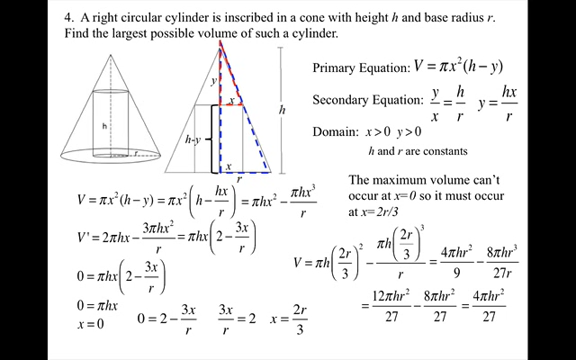 4. A right circular cylinder is inscribed in a cone with height h and base radius r.
Find the largest possible volume of such a cylinder.
Primary Equation: V = πx²(h − y)
Secondary Equation: y/x = h/r  y = hx/r
Domain: x > 0  y > 0
h and r are constants
h
r
y
x
h
h-y
x
r
V = πx²(h − y) = πx²(h − hx/r) = πhx² − πhx³/r
V' = 2πhx − 3πhx²/r = πhx(2 − 3x/r)
0 = πhx(2 − 3x/r)
0 = πhx
x = 0
0 = 2 − 3x/r  3x/r = 2  x = 2r/3
The maximum volume can't
occur at x=0 so it must occur
at x=2r/3
V = πh(2r/3)² − πh(2r/3)³/r = 4πhr²/9 − 8πhr³/27r
= 12πhr²/27 − 8πhr²/27 = 4πhr²/27